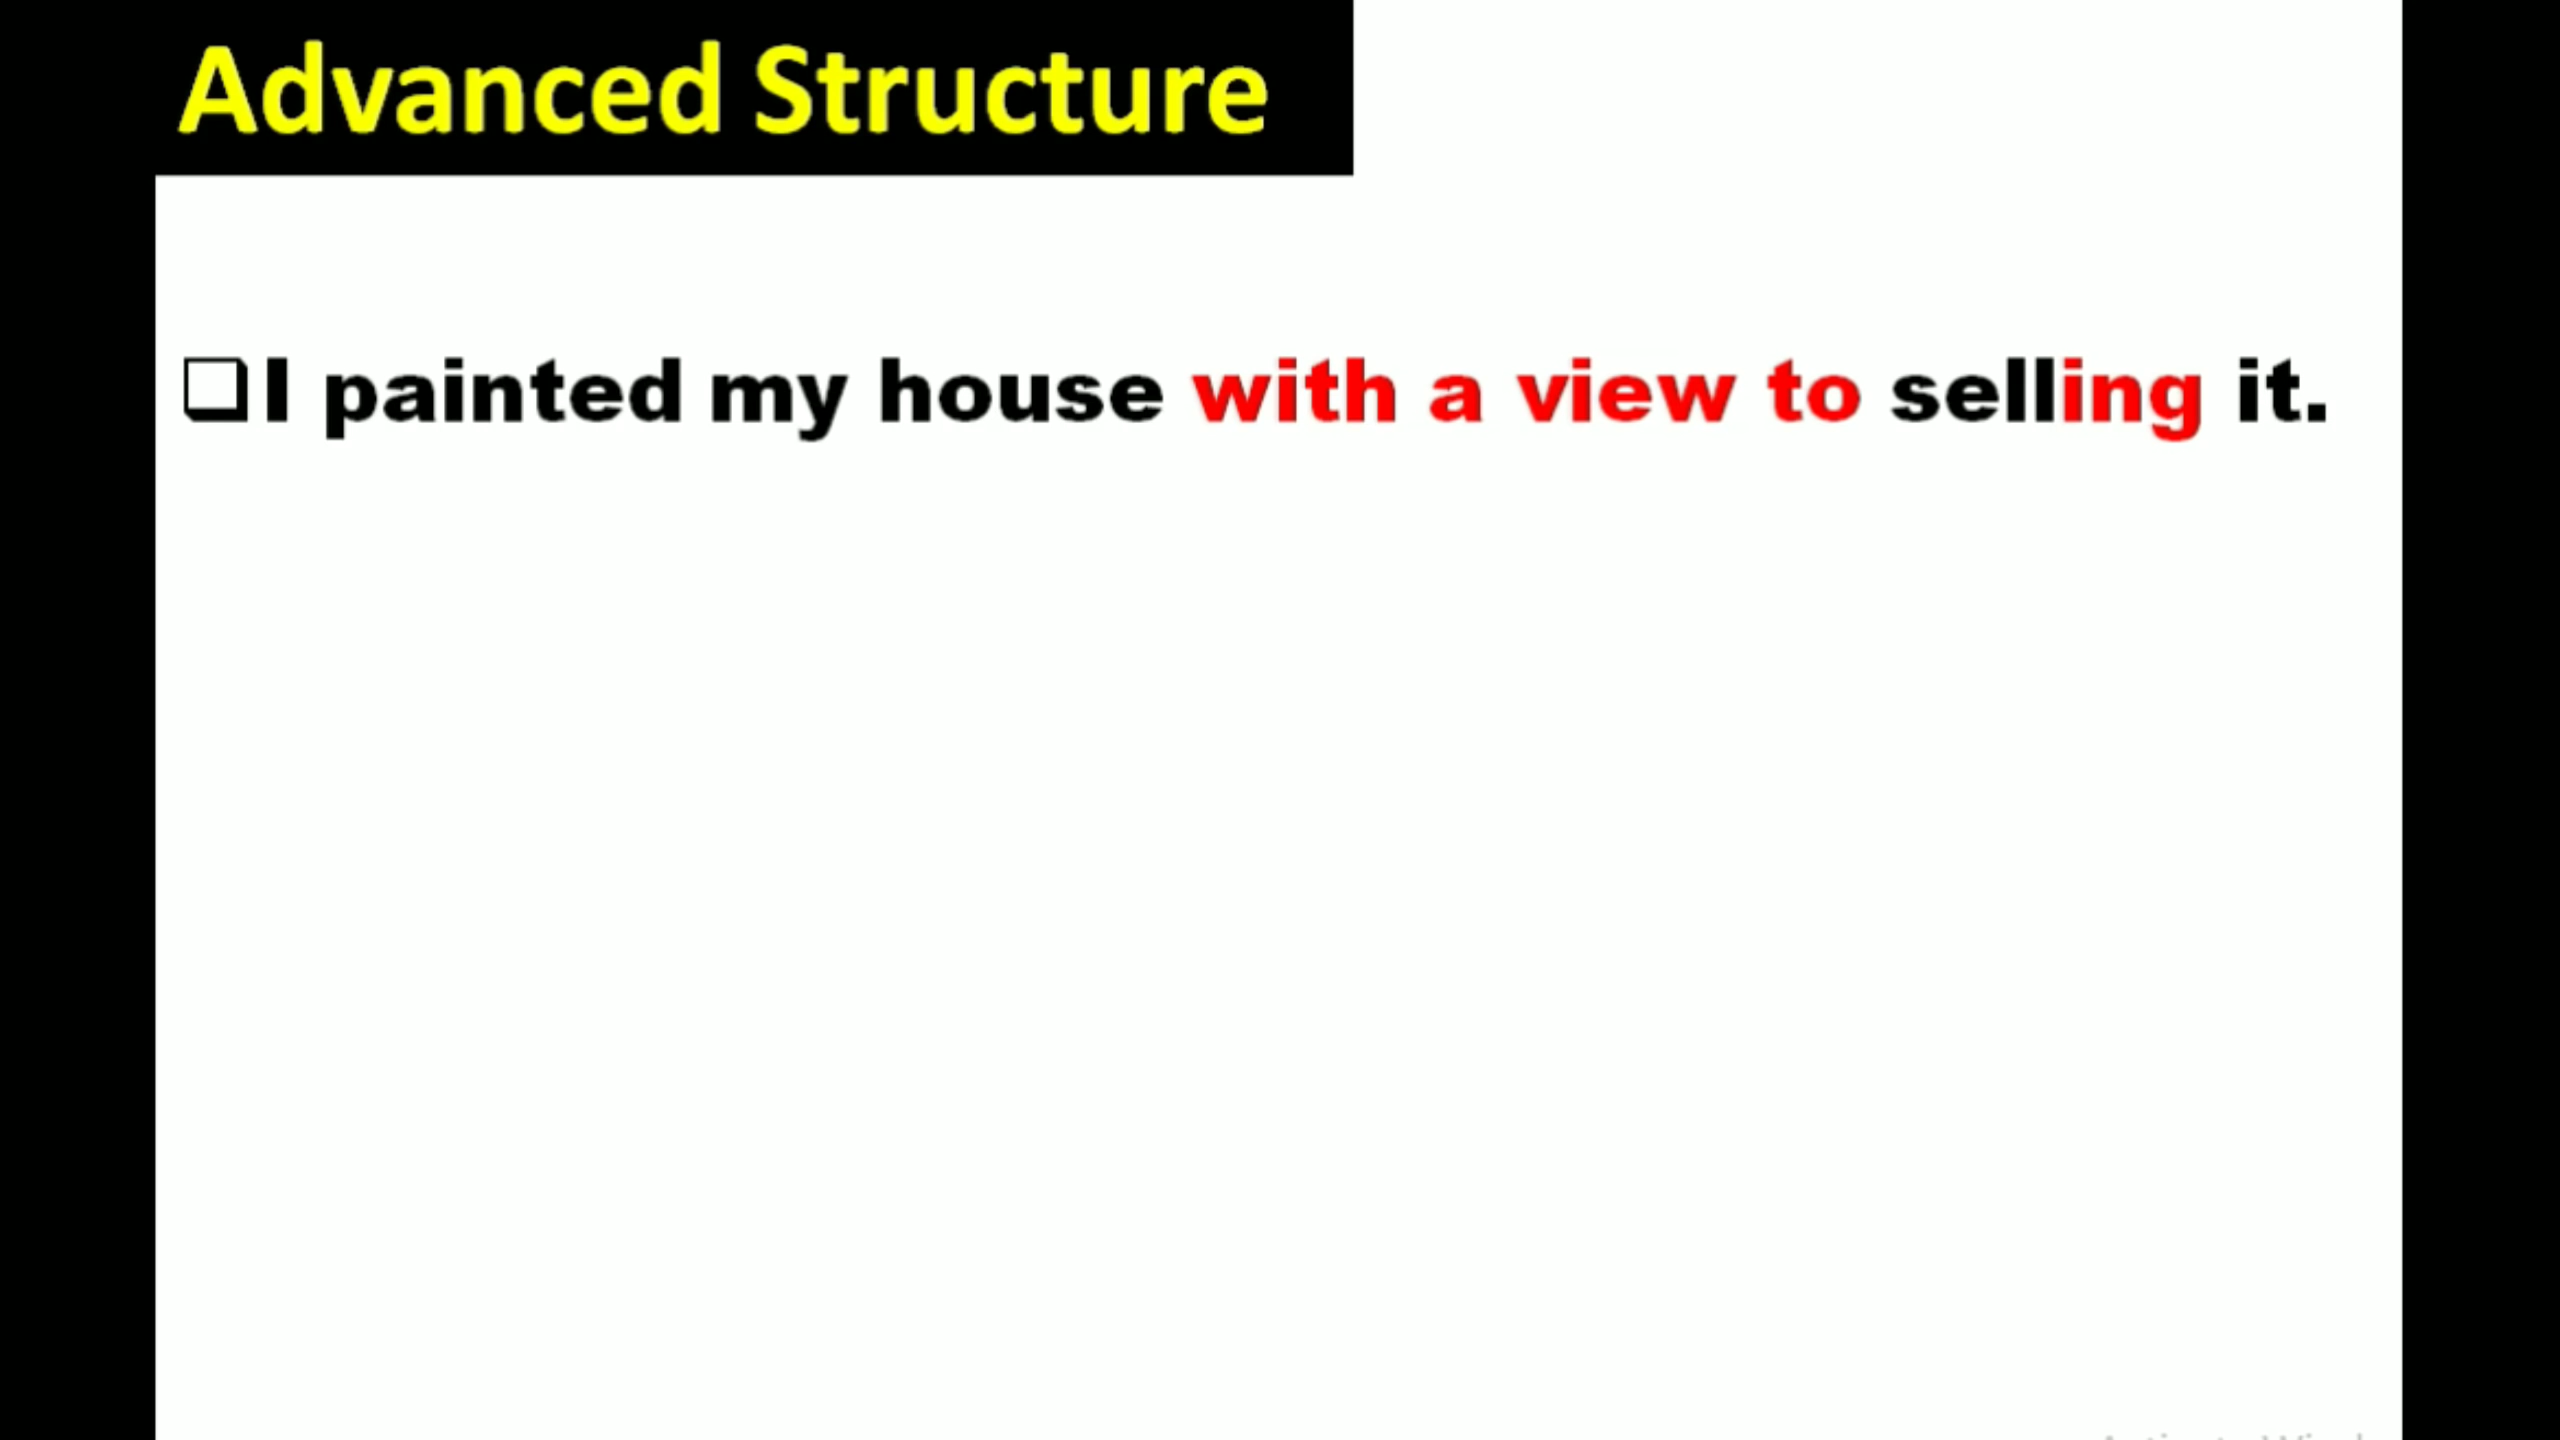 Advanced Structure
❑I painted my house with a view to selling it.